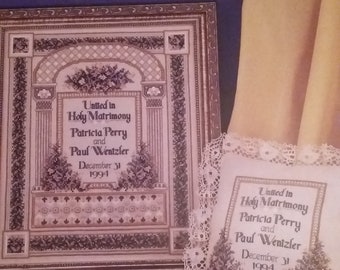 United in
Holy Matrimony
Patricia Perry
and
Paul Wentzler
December 31
1994
United in
Holy Matrimony
Patricia Perry
and
Paul Wentzler
December 31
1994